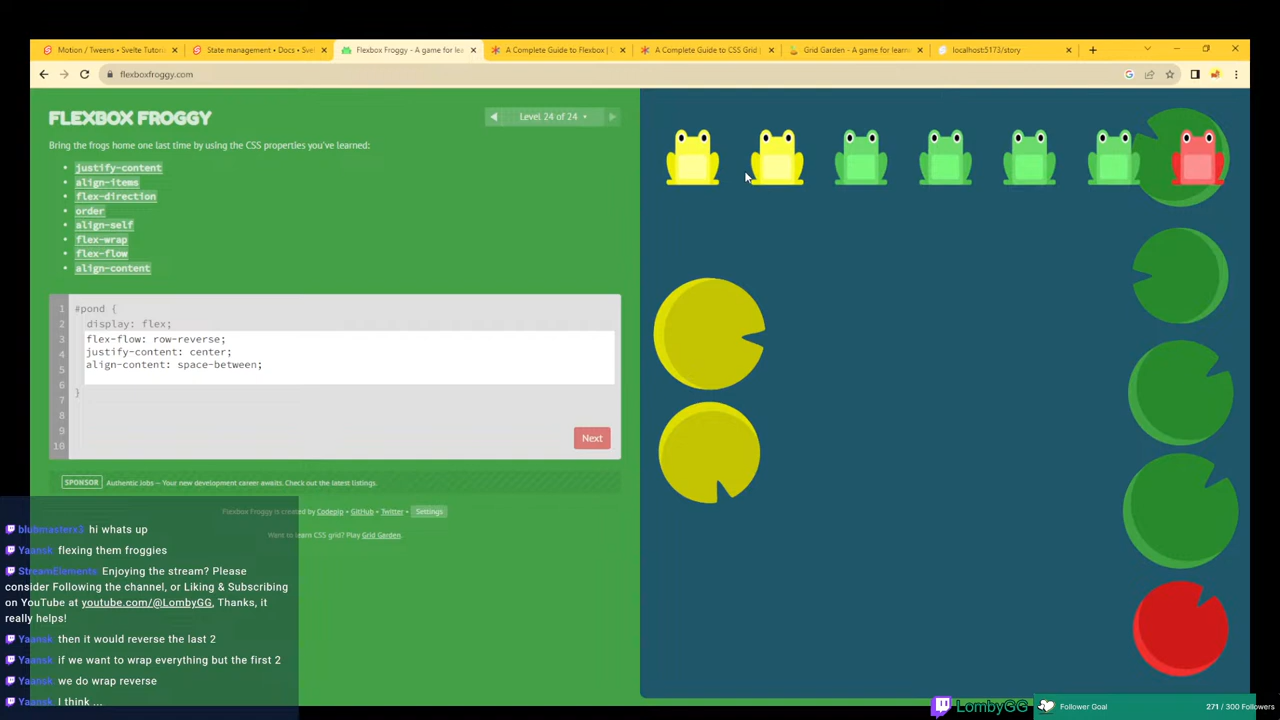 Motion / Tweens • Svelte Tutori
State management • Docs • Svel
Flexbox Froggy - A game for lea
A Complete Guide to Flexbox |
A Complete Guide to CSS Grid
Grid Garden - A game for learni
localhost:5173/story
flexboxfroggy.com
FLEXBOX FROGGY
Level 24 of 24
Bring the frogs home one last time by using the CSS properties you've learned:
justify-content
align-items
flex-direction
order
align-self
flex-wrap
flex-flow
align-content
1 #pond {
2 display: flex;
3 flex-flow: row-reverse;
4 justify-content: center;
5 align-content: space-between;
6
7 }
8
9
10
Next
SPONSOR Authentic Jobs — Your new development career awaits. Check out the latest listings.
Flexbox Froggy is created by Codepip • GitHub • Twitter • Settings
Want to learn CSS grid? Play Grid Garden.
blubmasterx3 hi whats up
Yaansk flexing them froggies
StreamElements Enjoying the stream? Please
consider Following the channel, or Liking & Subscribing
on YouTube at youtube.com/@LombyGG, Thanks, it
really helps!
Yaansk then it would reverse the last 2
Yaansk if we want to wrap everything but the first 2
Yaansk we do wrap reverse
Yaansk I think ...
LombyGG
Follower Goal
271 / 300 Followers